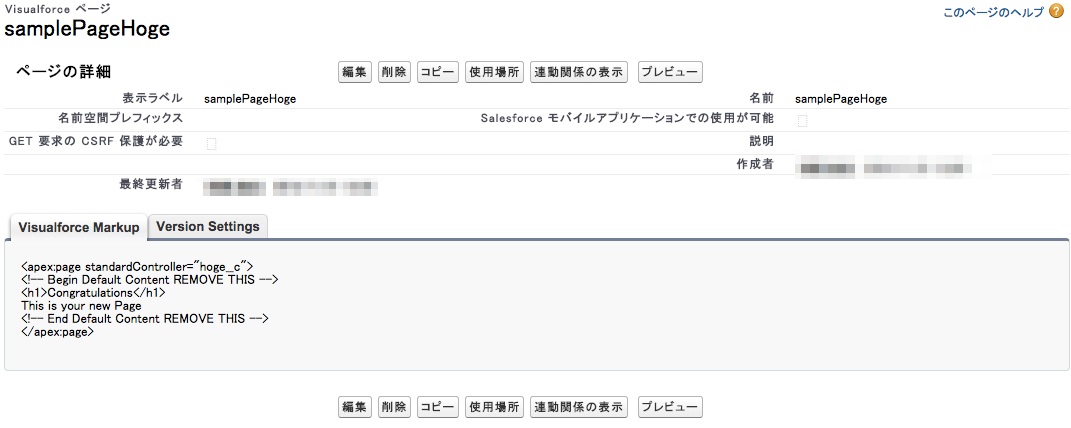 Visualforce ページ
このページのヘルプ ?
samplePageHoge
ページの詳細
編集 削除 コピー 使用場所 連動関係の表示 プレビュー
表示ラベル samplePageHoge 名前 samplePageHoge
名前空間プレフィックス Salesforce モバイルアプリケーションでの使用が可能
GET 要求の CSRF 保護が必要 説明
作成者
最終更新者
Visualforce Markup Version Settings
<apex:page standardController="hoge_c">
<!-- Begin Default Content REMOVE THIS -->
<h1>Congratulations</h1>
This is your new Page
<!-- End Default Content REMOVE THIS -->
</apex:page>
編集 削除 コピー 使用場所 連動関係の表示 プレビュー